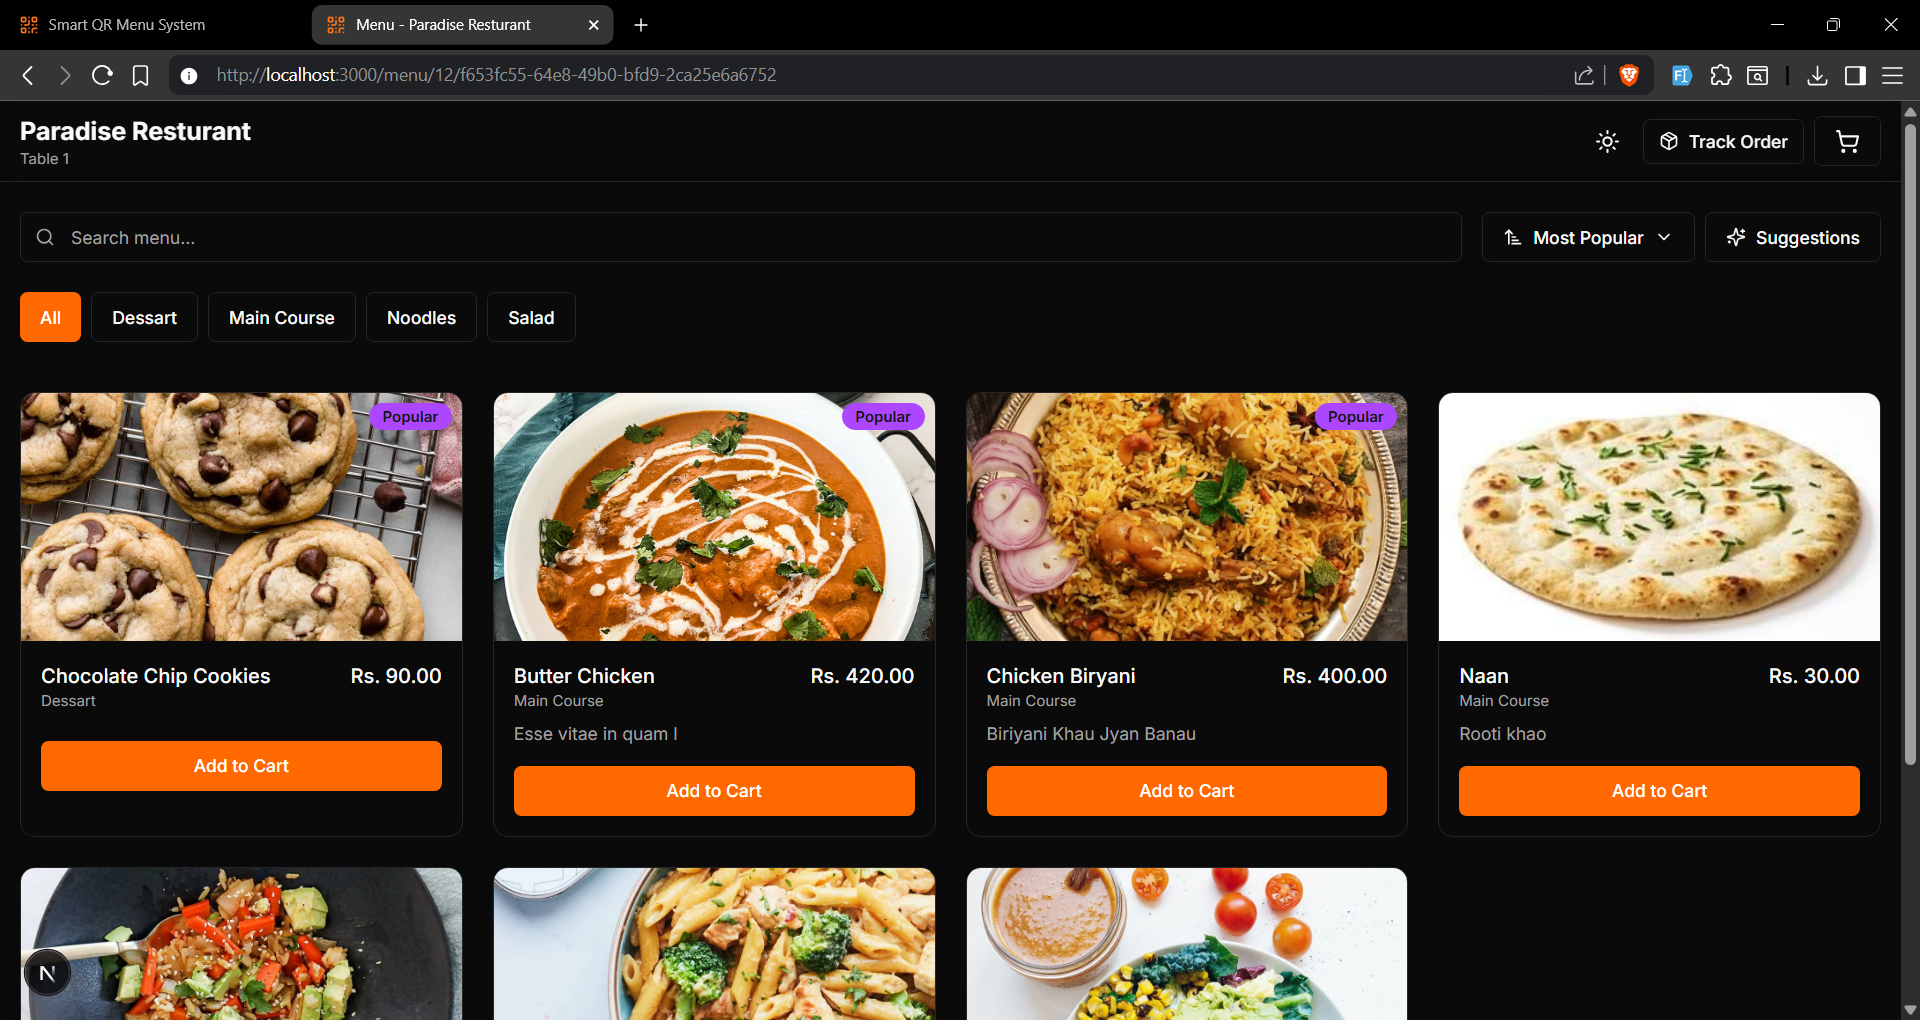 Smart QR Menu System
Menu - Paradise Resturant
http://localhost:3000/menu/12/f653fc55-64e8-49b0-bfd9-2ca25e6a6752
Paradise Resturant
Table 1
Track Order
Search menu...
Most Popular
Suggestions
All
Dessart
Main Course
Noodles
Salad
Popular
Popular
Popular
Chocolate Chip Cookies
Rs. 90.00
Dessart
Add to Cart
Butter Chicken
Rs. 420.00
Main Course
Esse vitae in quam l
Add to Cart
Chicken Biryani
Rs. 400.00
Main Course
Biriyani Khau Jyan Banau
Add to Cart
Naan
Rs. 30.00
Main Course
Rooti khao
Add to Cart
N